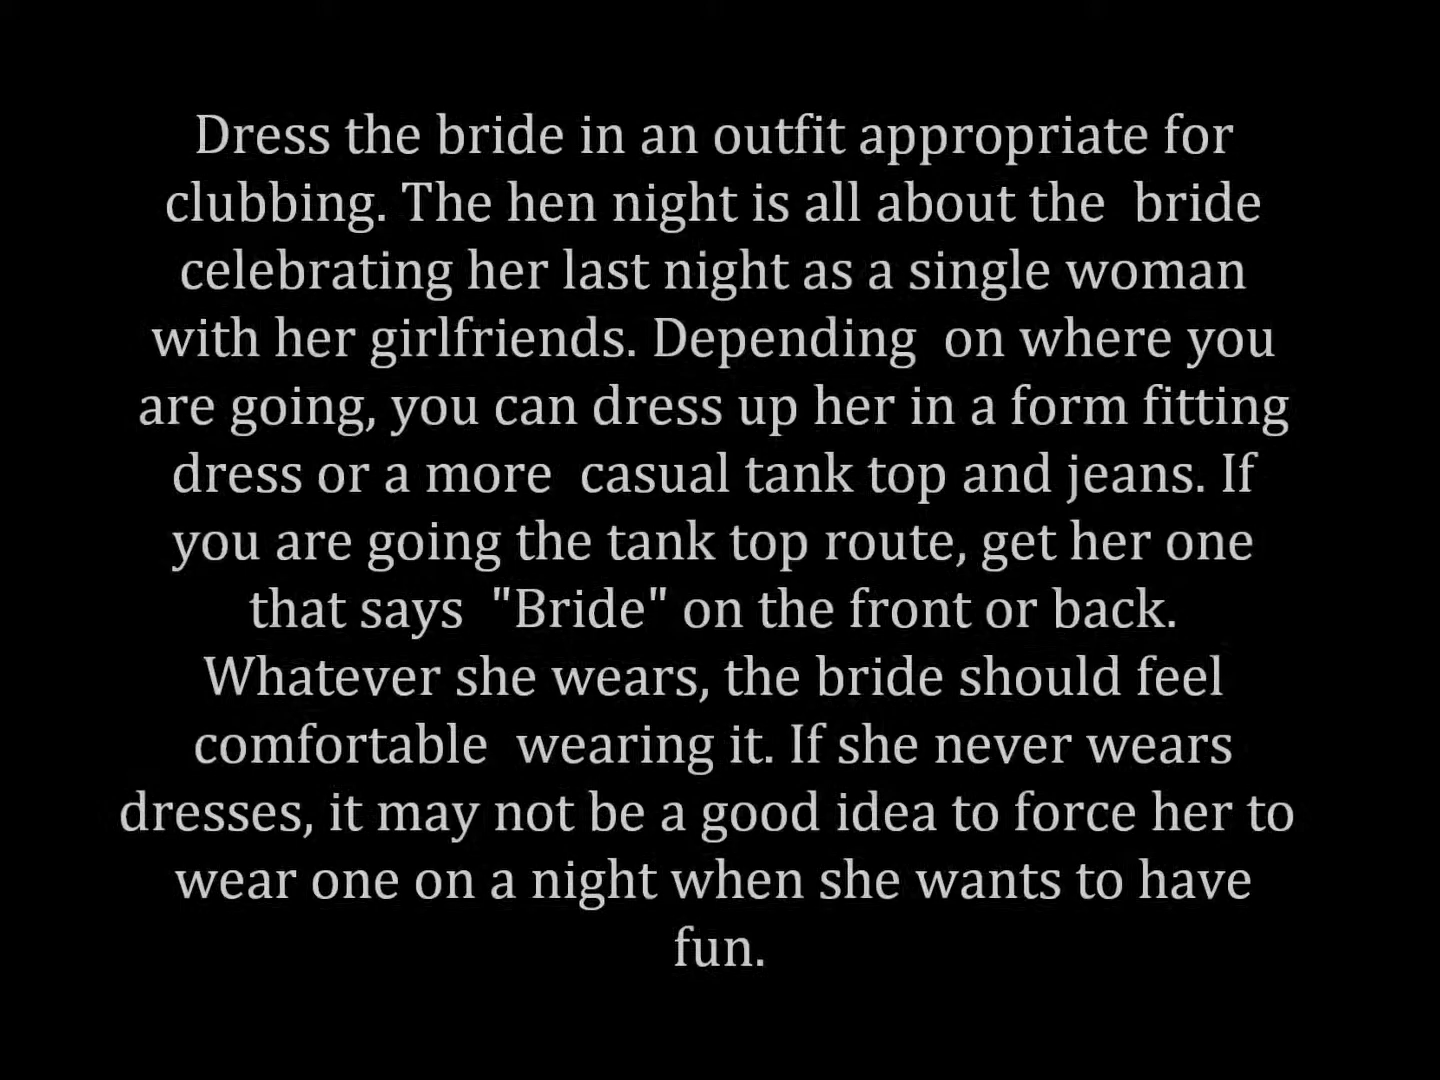 Dress the bride in an outfit appropriate for
clubbing. The hen night is all about the  bride
celebrating her last night as a single woman
with her girlfriends. Depending  on where you
are going, you can dress up her in a form fitting
dress or a more  casual tank top and jeans. If
you are going the tank top route, get her one
that says  "Bride" on the front or back.
Whatever she wears, the bride should feel
comfortable  wearing it. If she never wears
dresses, it may not be a good idea to force her to
wear one on a night when she wants to have
fun.